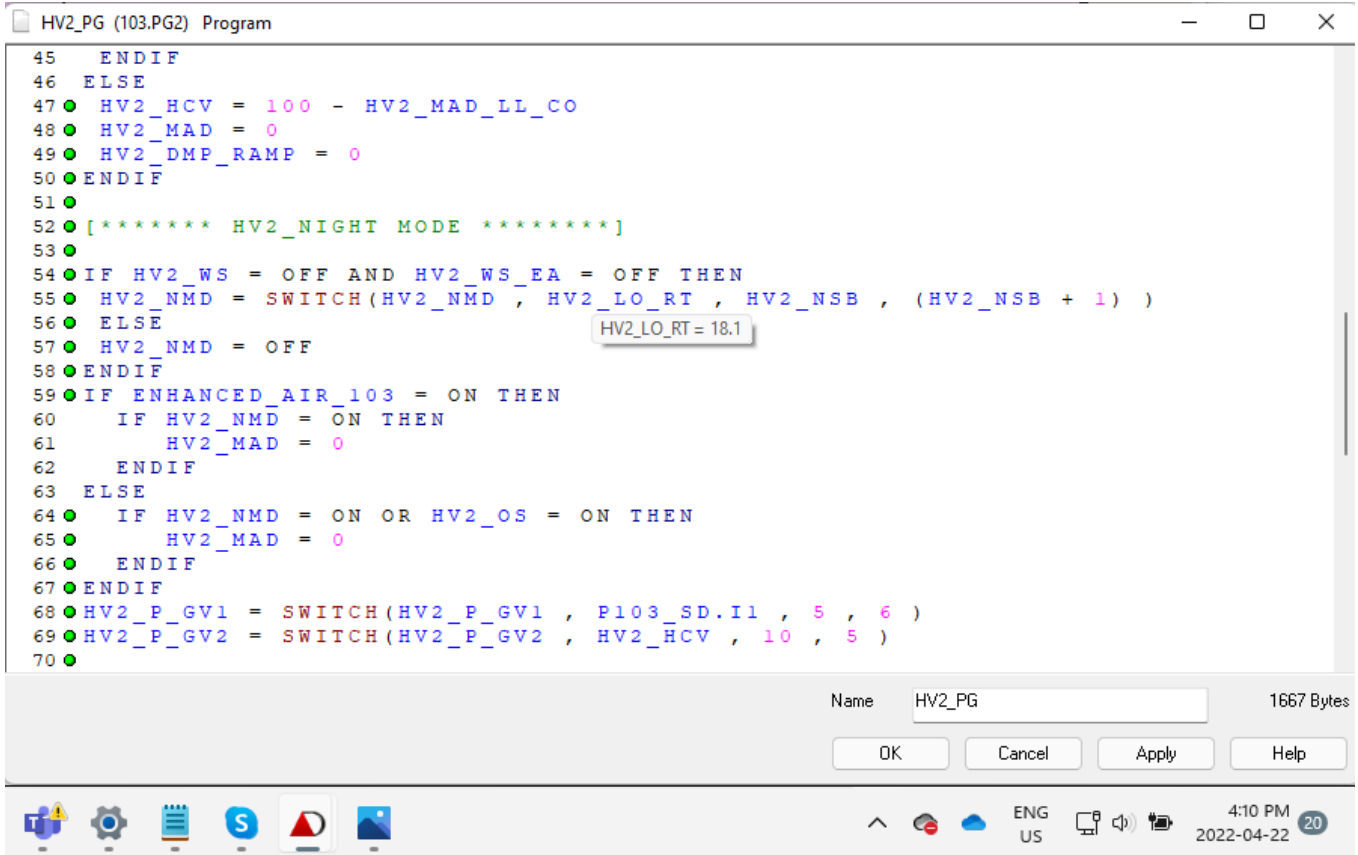 HV2_PG (103.PG2) Program
45 ENDIF
46 ELSE
47 HV2_HCV = 100 - HV2_MAD_LL_CO
48 HV2_MAD = 0
49 HV2_DMP_RAMP = 0
50 ENDIF
51
52 [******* HV2_NIGHT MODE ********]
53
54 IF HV2_WS = OFF AND HV2_WS_EA = OFF THEN
55 HV2_NMD = SWITCH(HV2_NMD , HV2_LO_RT , HV2_NSB , (HV2_NSB + 1) )
56 ELSE
HV2_LO_RT = 18.1
57 HV2_NMD = OFF
58 ENDIF
59 IF ENHANCED_AIR_103 = ON THEN
60 IF HV2_NMD = ON THEN
61 HV2_MAD = 0
62 ENDIF
63 ELSE
64 IF HV2_NMD = ON OR HV2_OS = ON THEN
65 HV2_MAD = 0
66 ENDIF
67 ENDIF
68 HV2_P_GV1 = SWITCH(HV2_P_GV1 , P103_SD.I1 , 5 , 6 )
69 HV2_P_GV2 = SWITCH(HV2_P_GV2 , HV2_HCV , 10 , 5 )
70
Name HV2_PG 1667 Bytes
OK Cancel Apply Help
ENG 4:10 PM
US 2022-04-22 20